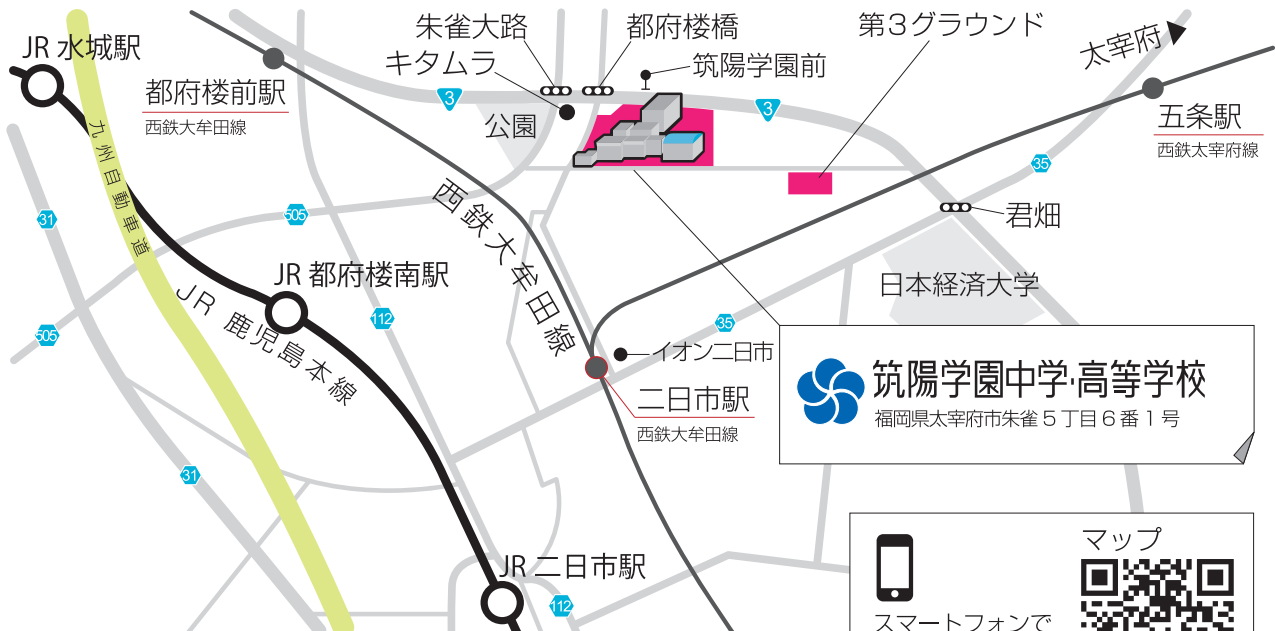 朱雀大路
都府楼橋
第3グラウンド
JR 水城駅
キタムラ
筑陽学園前
太宰府
都府楼前駅
西鉄大牟田線
3
3
公園
五条駅
西鉄太宰府線
九州自動車道
35
西鉄大牟田線
31
505
君畑
JR 都府楼南駅
日本経済大学
JR 鹿児島本線
112
35
505
イオン二日市
二日市駅
西鉄大牟田線
筑陽学園中学・高等学校
福岡県太宰府市朱雀5丁目6番1号
31
マップ
JR 二日市駅
112
スマートフォンで